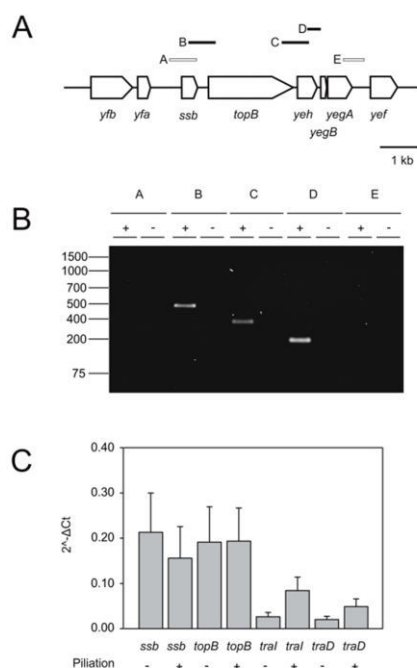 A
D
B
C
A
E
yfb yfa ssb topB yeh yegA yef
yegB
1 kb
B
A B C D E
+ - + - + - + - + -
1500
1000
700
500
400
200
75
C
0.40
0.30
0.20
0.10
0.00
2^-ΔCt
ssb ssb topB topB traI traI traD traD
Piliation - + - + - + - +